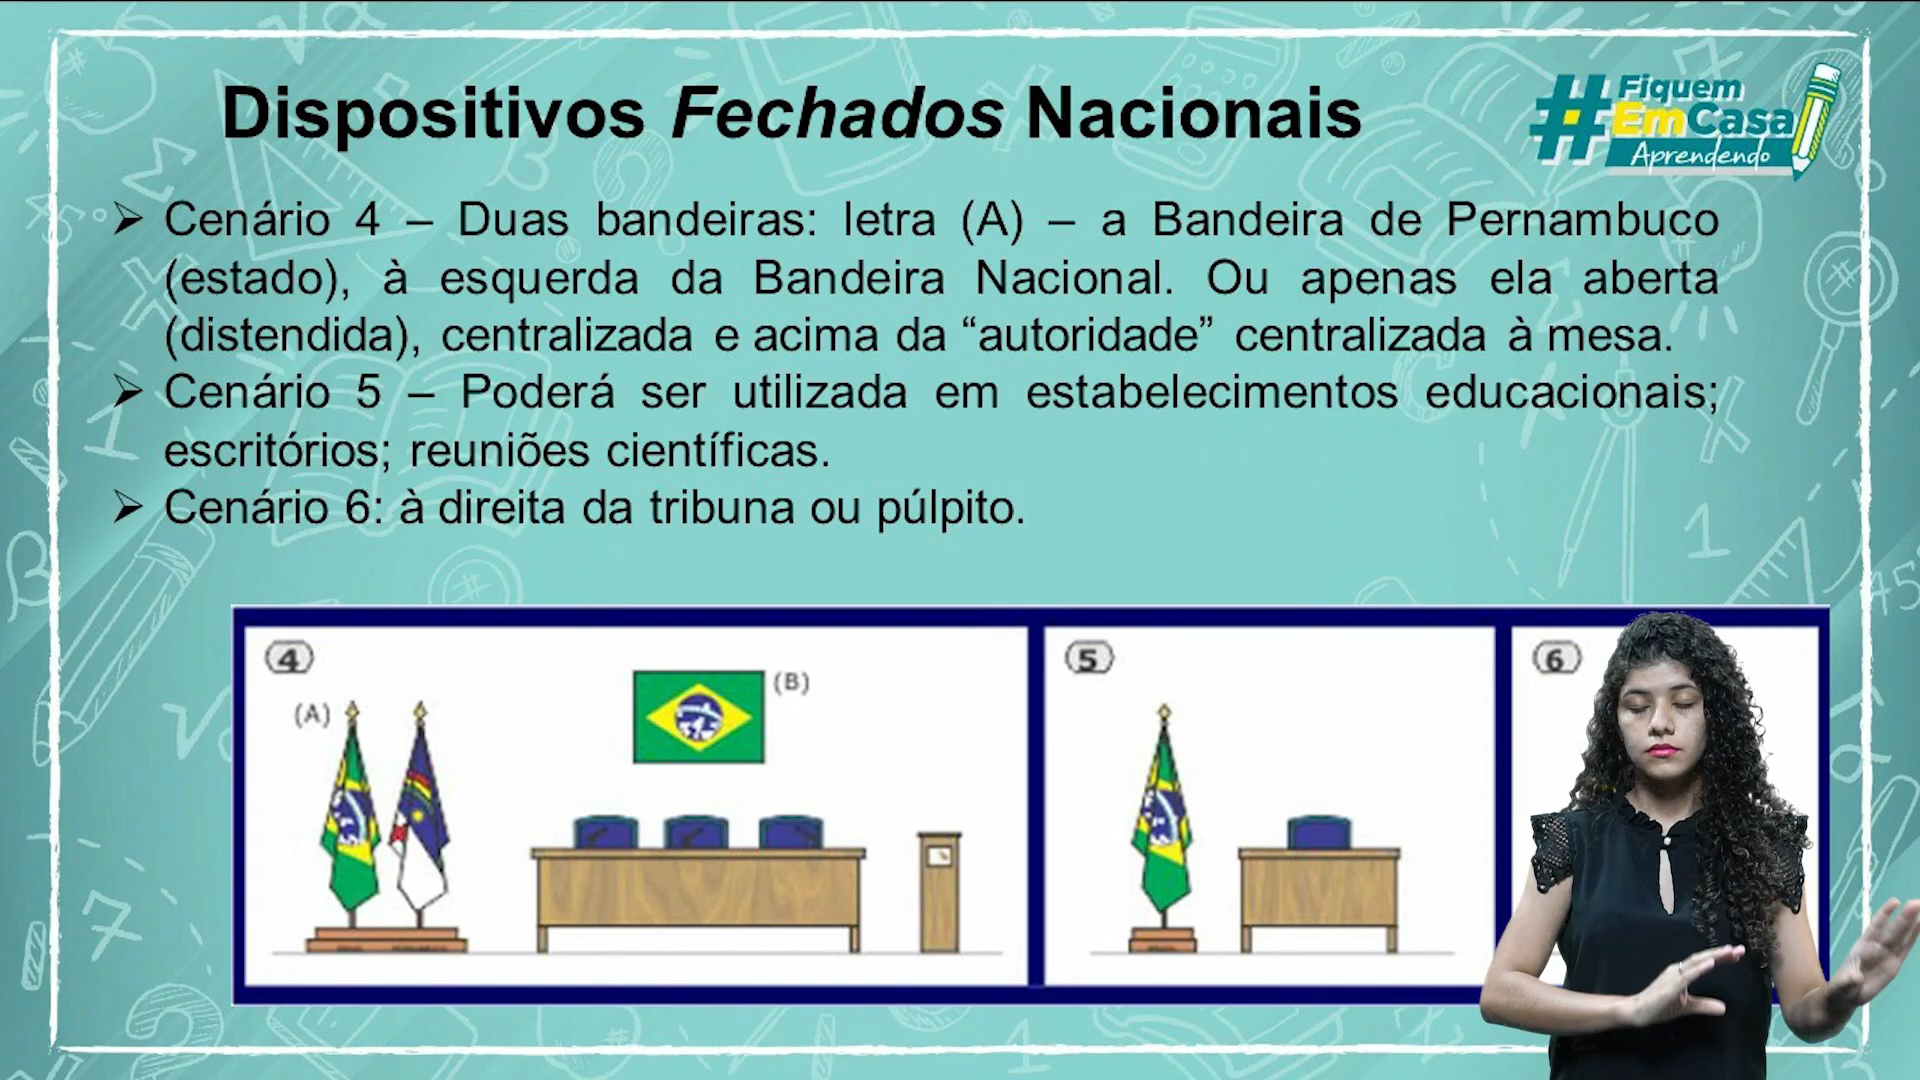 Dispositivos Fechados Nacionais
#Fiquem
EmCasa
Aprendendo
➢ Cenário 4 – Duas bandeiras: letra (A) – a Bandeira de Pernambuco
(estado), à esquerda da Bandeira Nacional. Ou apenas ela aberta
(distendida), centralizada e acima da “autoridade” centralizada à mesa.
➢ Cenário 5 – Poderá ser utilizada em estabelecimentos educacionais;
escritórios; reuniões científicas.
➢ Cenário 6: à direita da tribuna ou púlpito.
4
(A)
(B)
5
6